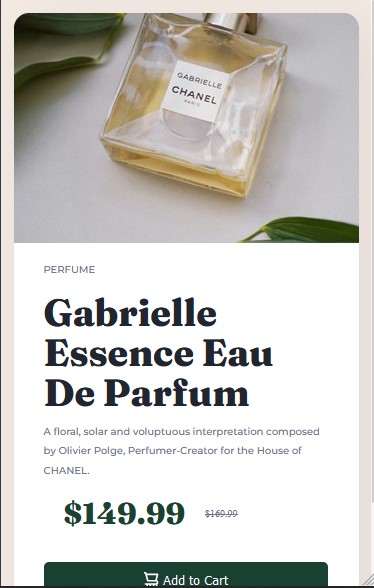 GABRIELLE
CHANEL
PARIS
PERFUME
Gabrielle
Essence Eau
De Parfum
A floral, solar and voluptuous interpretation composed
by Olivier Polge, Perfumer-Creator for the House of
CHANEL.
$149.99 $169.99
Add to Cart